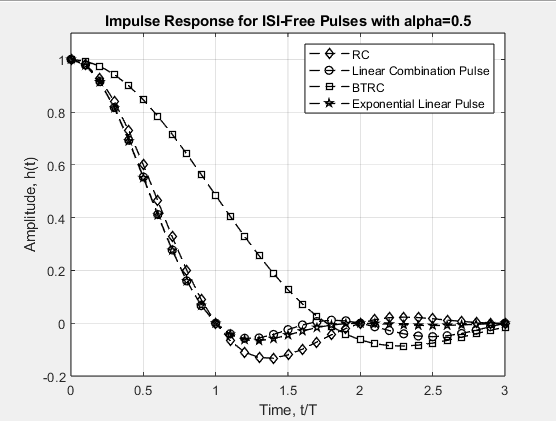 Impulse Response for ISI-Free Pulses with alpha=0.5
RC
Linear Combination Pulse
BTRC
Exponential Linear Pulse
Amplitude, h(t)
1
0.8
0.6
0.4
0.2
0
-0.2
0 0.5 1 1.5 2 2.5 3
Time, t/T